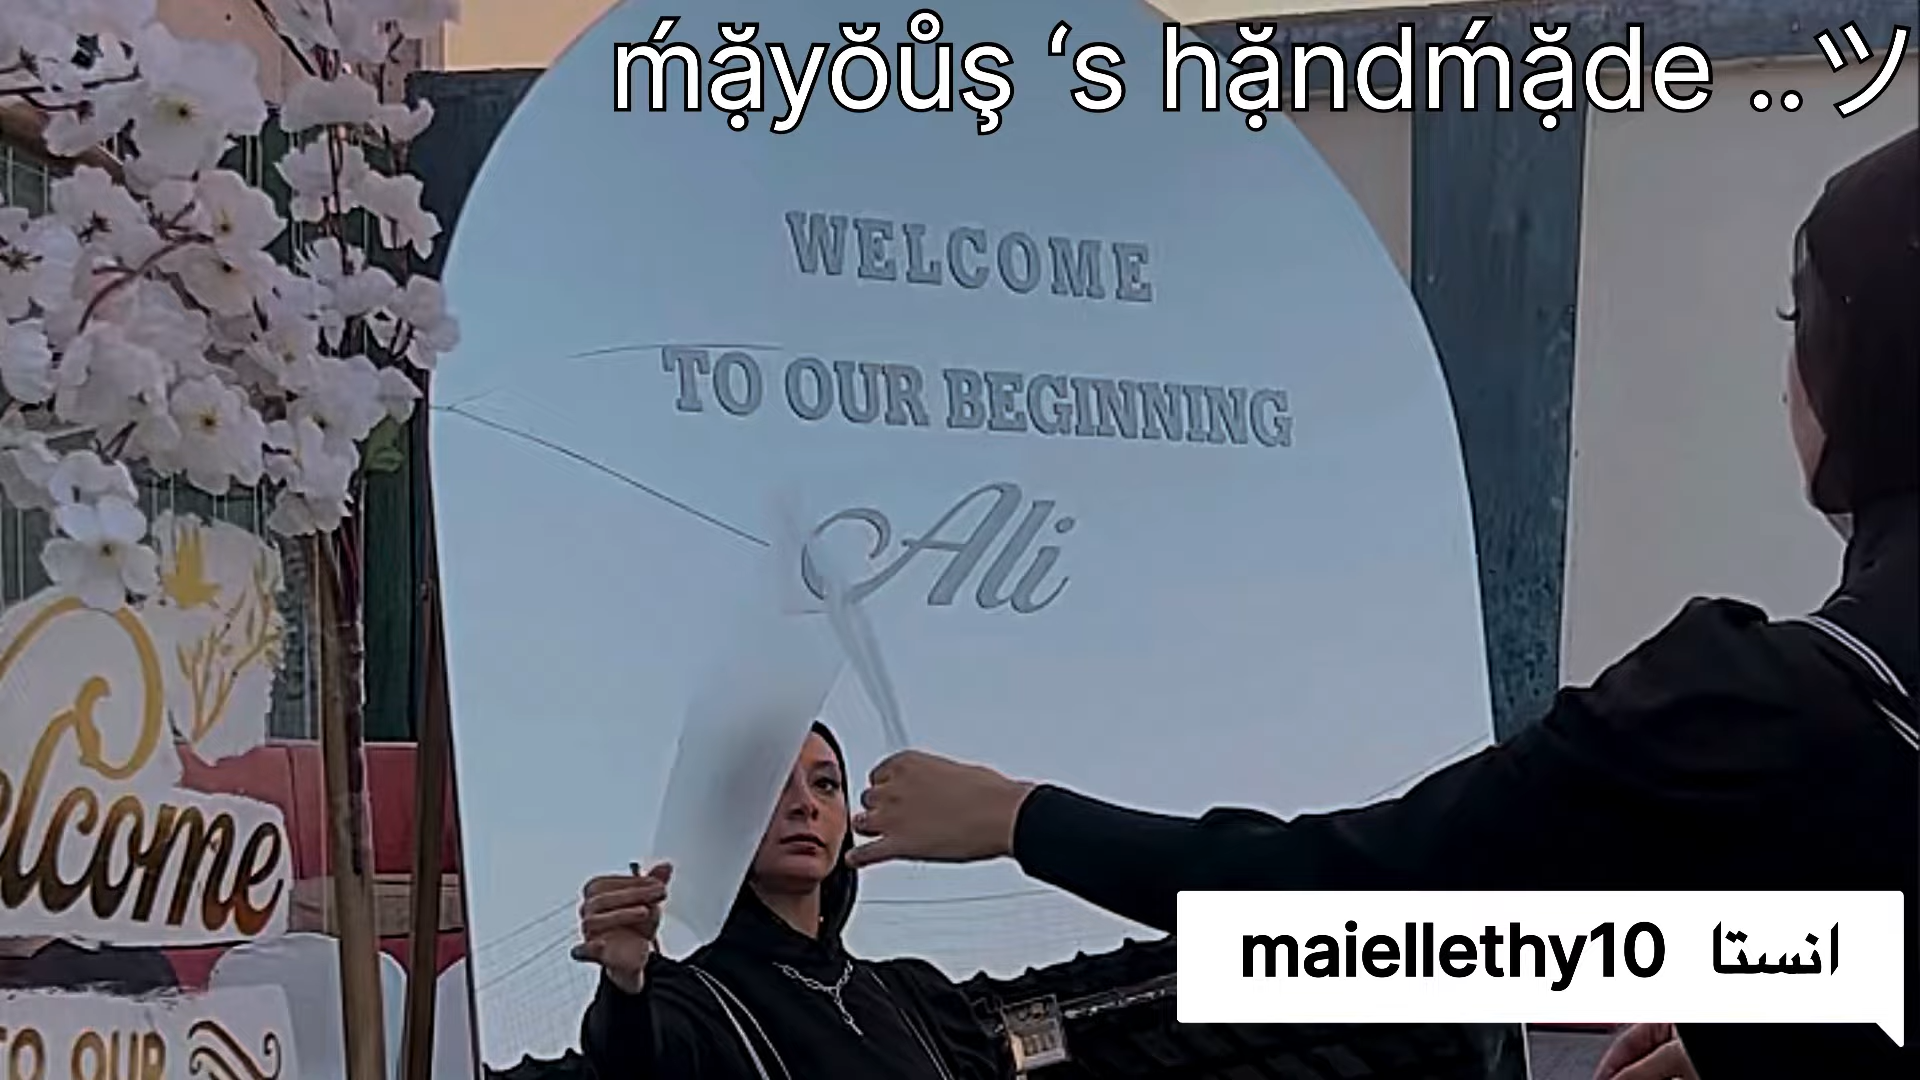 ḿặyŏůş ‘s hặndḿặde ..ツ
WELCOME
TO OUR BEGINNING
Ali
elcome
TO OUR
maiellethy10 انستا